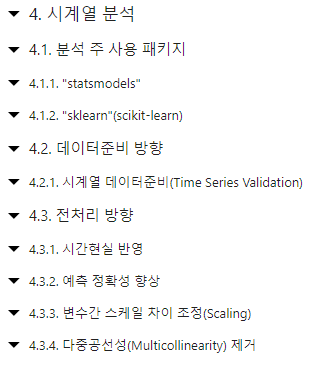 4. 시계열 분석
4.1. 분석 주 사용 패키지
4.1.1. "statsmodels"
4.1.2. "sklearn"(scikit-learn)
4.2. 데이터준비 방향
4.2.1. 시계열 데이터준비(Time Series Validation)
4.3. 전처리 방향
4.3.1. 시간현실 반영
4.3.2. 예측 정확성 향상
4.3.3. 변수간 스케일 차이 조정(Scaling)
4.3.4. 다중공선성(Multicollinearity) 제거